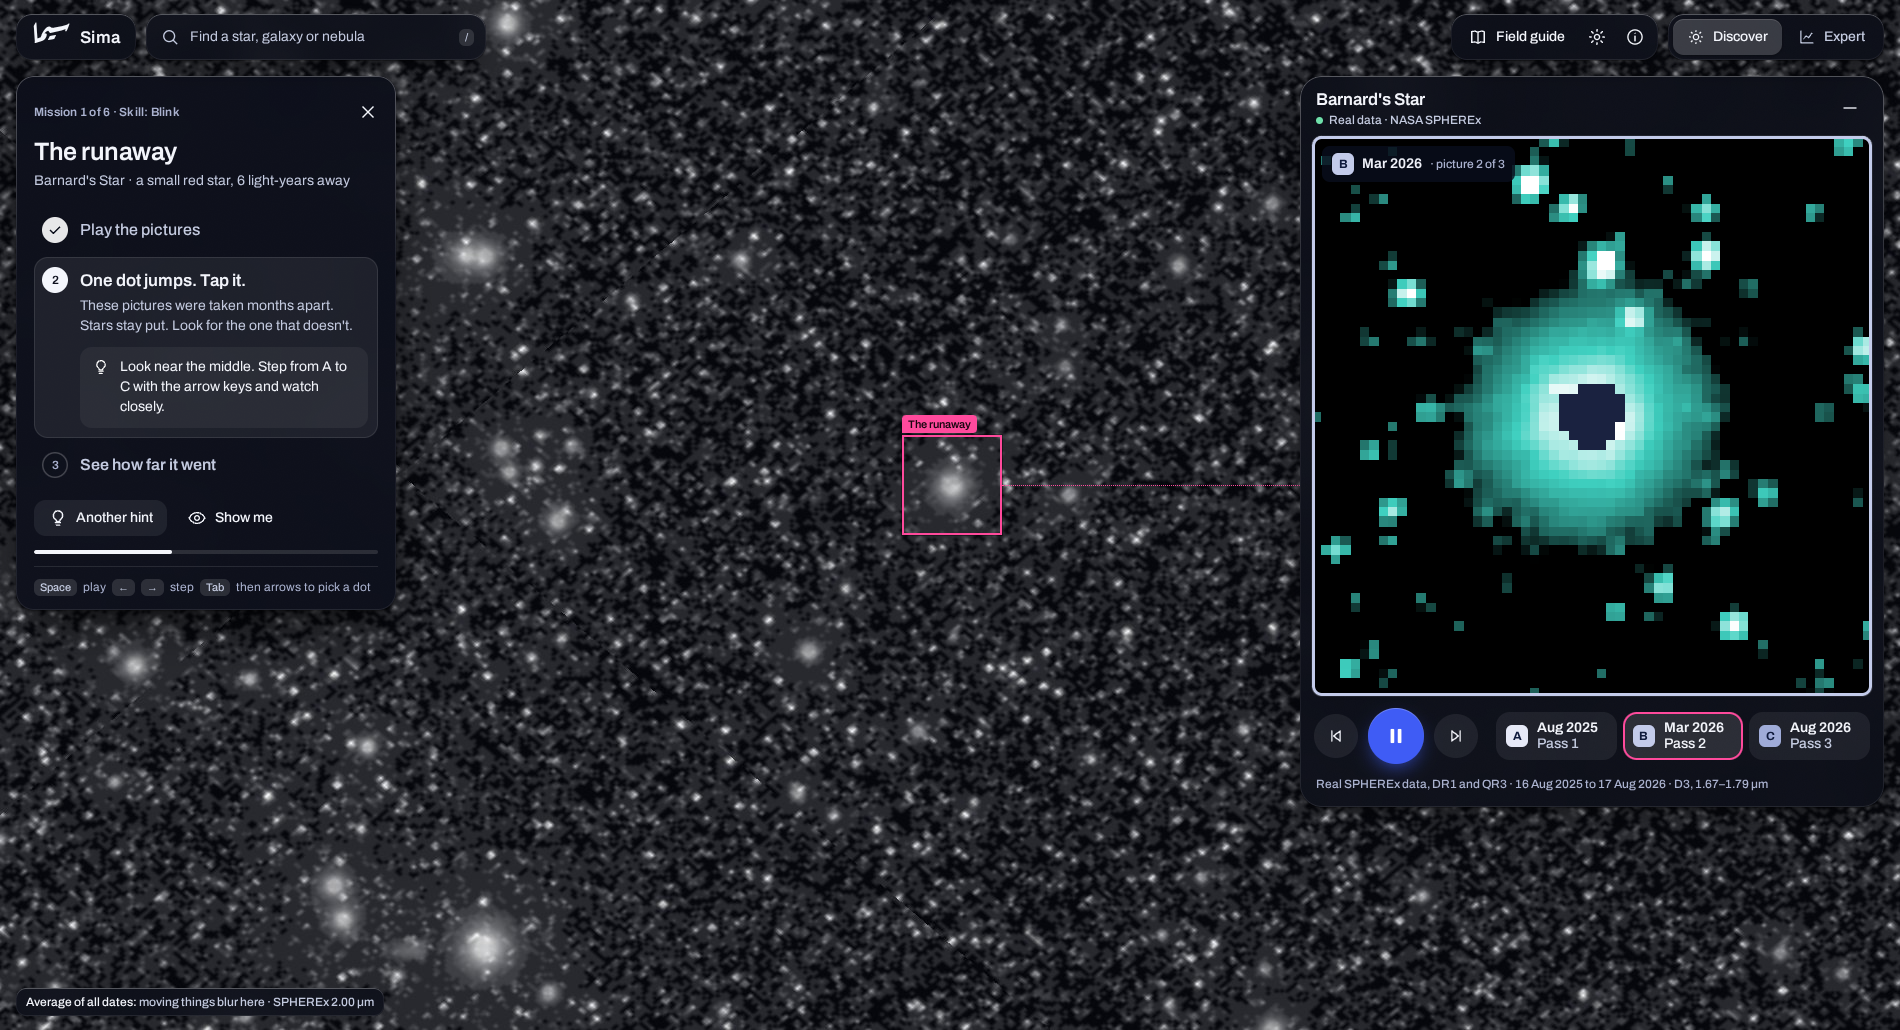 Sima
Find a star, galaxy or nebula
/
Field guide
Discover
Expert
Mission 1 of 6 · Skill: Blink
The runaway
Barnard's Star · a small red star, 6 light-years away
Play the pictures
2
One dot jumps. Tap it.
These pictures were taken months apart.
Stars stay put. Look for the one that doesn't.
Look near the middle. Step from A to
C with the arrow keys and watch
closely.
3
See how far it went
Another hint
Show me
Space play ← → step Tab then arrows to pick a dot
The runaway
Barnard's Star
Real data · NASA SPHEREx
B Mar 2026 · picture 2 of 3
A
Aug 2025
Pass 1
B
Mar 2026
Pass 2
C
Aug 2026
Pass 3
Real SPHEREx data, DR1 and QR3 · 16 Aug 2025 to 17 Aug 2026 · D3, 1.67–1.79 µm
Average of all dates: moving things blur here · SPHEREx 2.00 µm